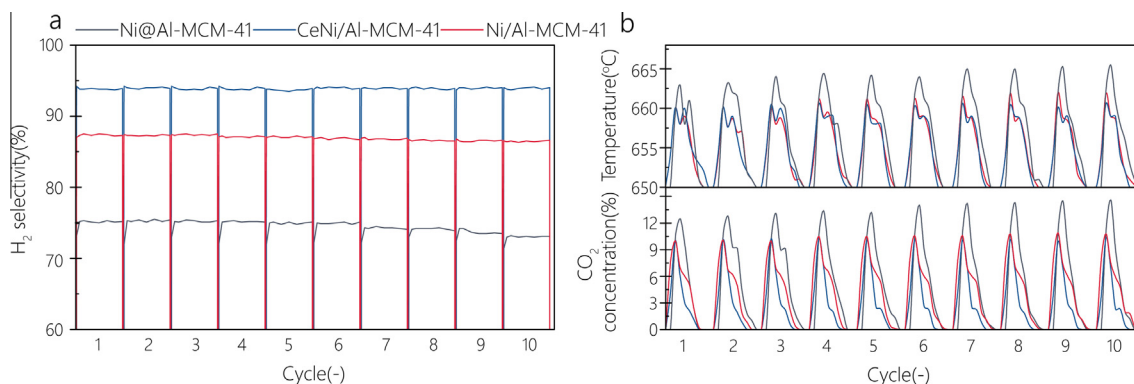 a
Ni@Al-MCM-41 CeNi/Al-MCM-41 Ni/Al-MCM-41
H2 selectivity(%)
100
90
80
70
60
1 2 3 4 5 6 7 8 9 10
Cycle(-)
b
Temperature(°C)
665
660
655
650
CO2
concentration(%)
12
9
6
3
0
1 2 3 4 5 6 7 8 9 10
Cycle(-)